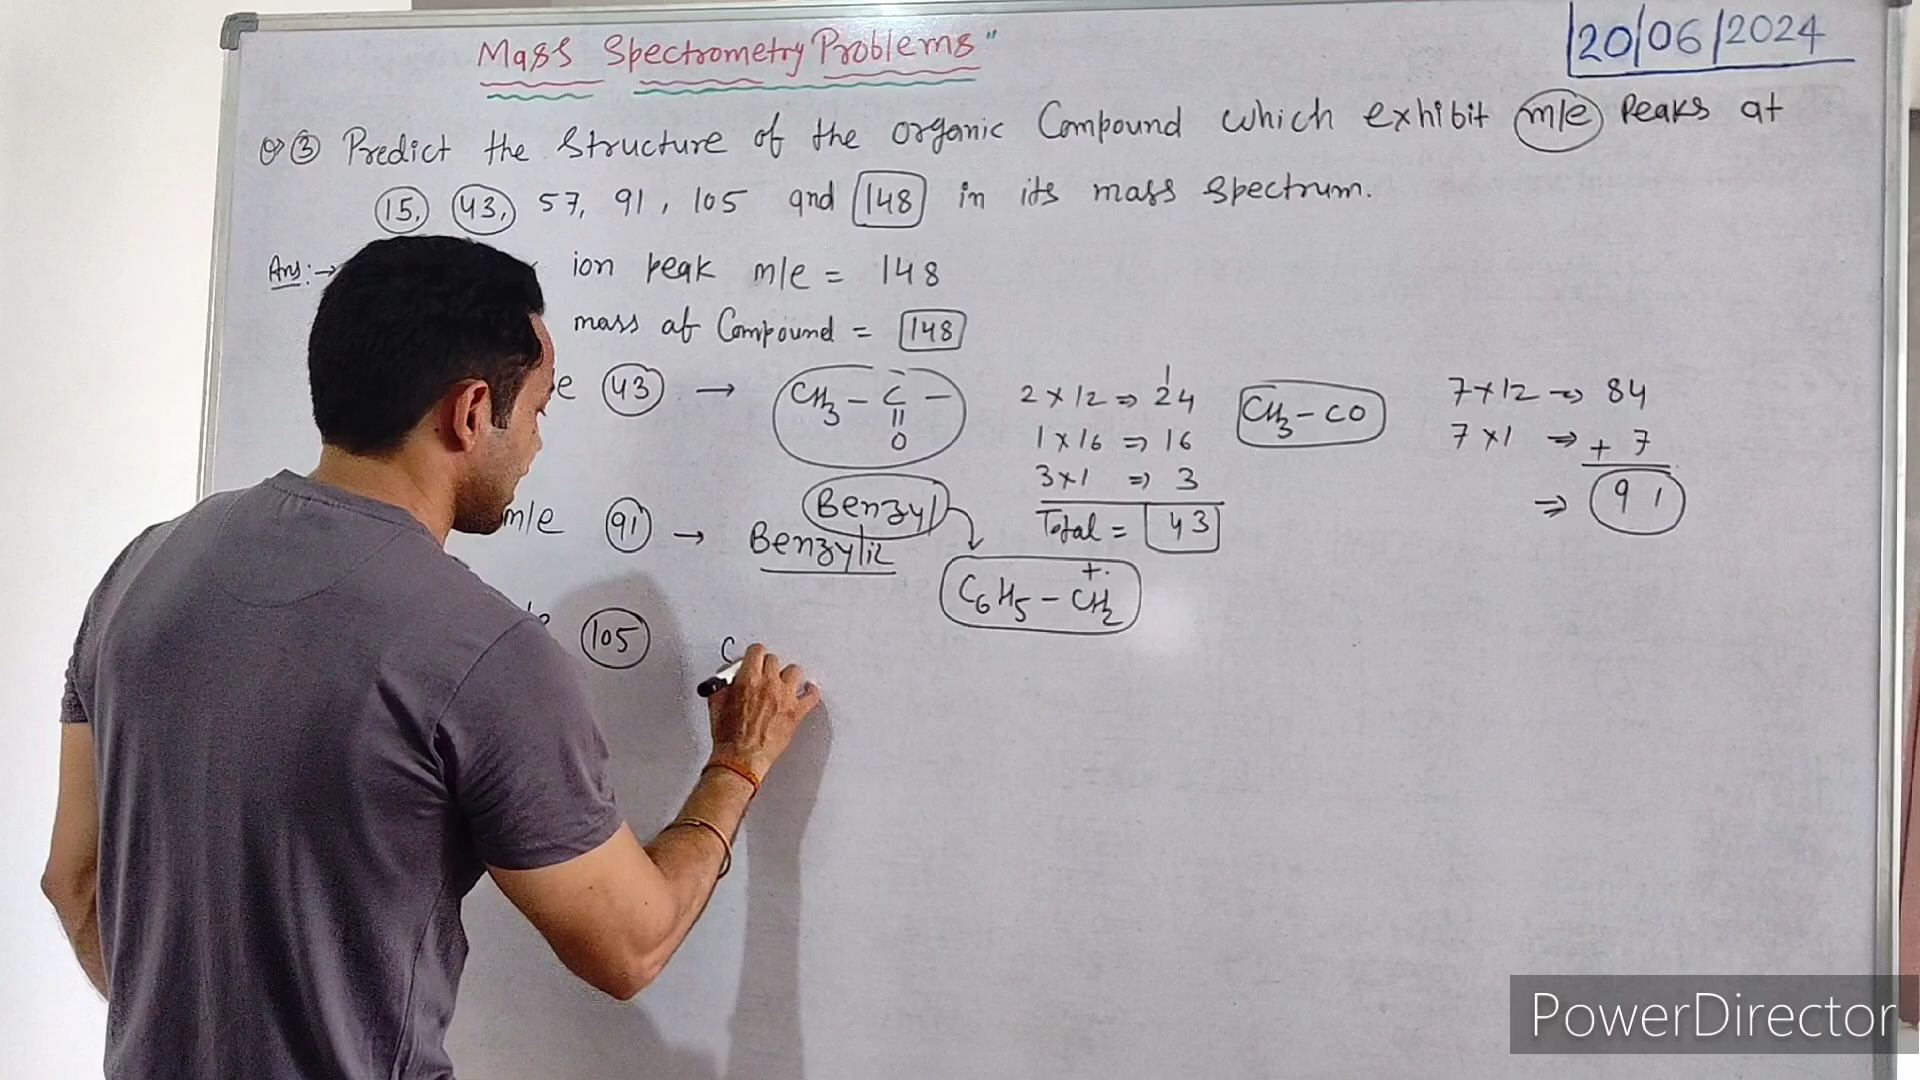 Mass Spectrometry Problems"
20/06/2024
Q ③ Predict the structure of the organic Compound which exhibit m/e Peaks at
15, 43, 57, 91, 105 and 148 in its mass spectrum.
Ans:→ ion peak m/e = 148
mass of Compound = 148
e 43 → CH3 - C -
|| 
O
2 × 12 ⇒ 24
1 × 16 ⇒ 16
3 × 1 ⇒ 3
Total = 43
CH3 - CO
7 × 12 ⇒ 84
7 × 1 ⇒ + 7
⇒ 91
m/e 91 → Benzylic
Benzyl
C6H5 - CH2
+.
105 C
PowerDirector